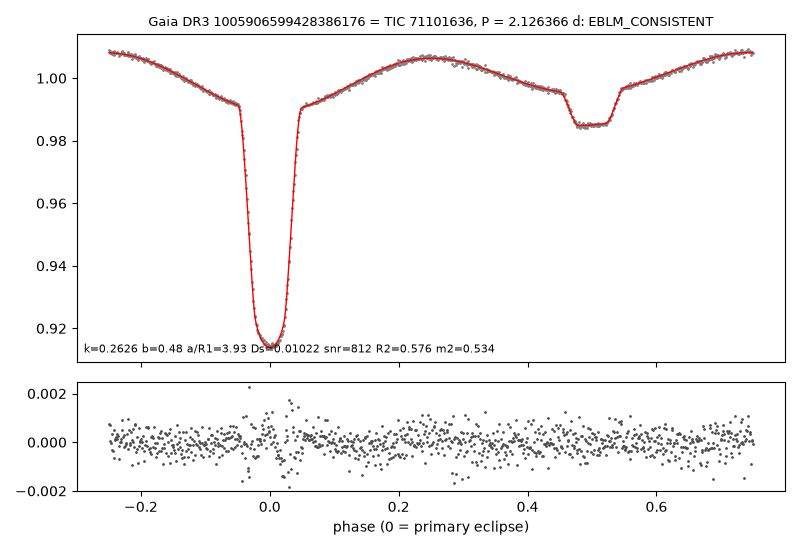 Gaia DR3 1005906599428386176 = TIC 71101636, P = 2.126366 d: EBLM_CONSISTENT
1.00
0.98
0.96
0.94
0.92
k=0.2626 b=0.48 a/R1=3.93 Ds=0.01022 snr=812 R2=0.576 m2=0.534
0.002
0.000
−0.002
−0.2 0.0 0.2 0.4 0.6
phase (0 = primary eclipse)